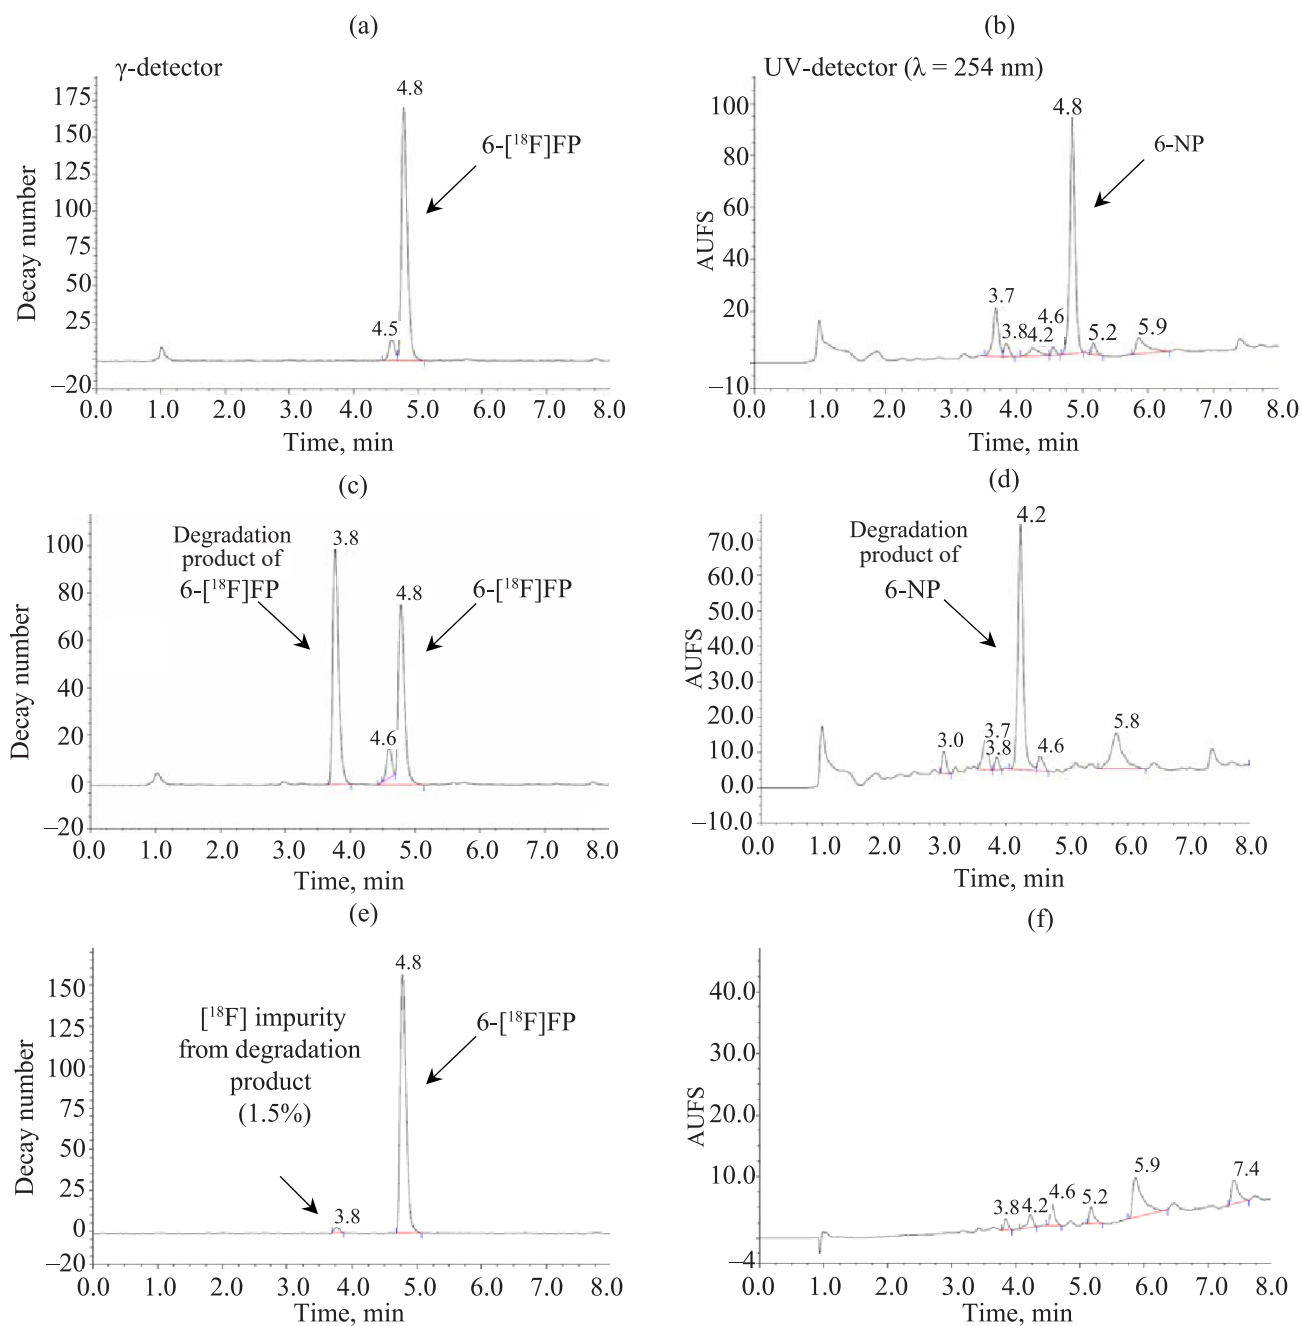 (a)
γ-detector
175
150
125
100
75
50
25
0
–20
Decay number
4.5
4.8
6-[¹⁸F]FP
0.0 1.0 2.0 3.0 4.0 5.0 6.0 7.0 8.0
Time, min
(b)
UV-detector (λ = 254 nm)
100
80
60
40
20
0
–10
AUFS
3.7
3.8
4.2
4.6
4.8
5.2
5.9
6-NP
0.0 1.0 2.0 3.0 4.0 5.0 6.0 7.0 8.0
Time, min
(c)
100
80
60
40
20
0
–20
Decay number
Degradation
product of
6-[¹⁸F]FP
3.8
4.6
4.8
6-[¹⁸F]FP
0.0 1.0 2.0 3.0 4.0 5.0 6.0 7.0 8.0
Time, min
(d)
70.0
60.0
50.0
40.0
30.0
20.0
10.0
0.0
–10.0
AUFS
Degradation
product of
6-NP
3.0
3.7
3.8
4.2
4.6
5.8
0.0 1.0 2.0 3.0 4.0 5.0 6.0 7.0 8.0
Time, min
(e)
150
125
100
75
50
25
0
–20
Decay number
[¹⁸F] impurity
from degradation
product
(1.5%)
3.8
4.8
6-[¹⁸F]FP
0.0 1.0 2.0 3.0 4.0 5.0 6.0 7.0 8.0
Time, min
(f)
40.0
30.0
20.0
10.0
–4
AUFS
3.8
4.2
4.6
5.2
5.9
7.4
0.0 1.0 2.0 3.0 4.0 5.0 6.0 7.0 8.0
Time, min